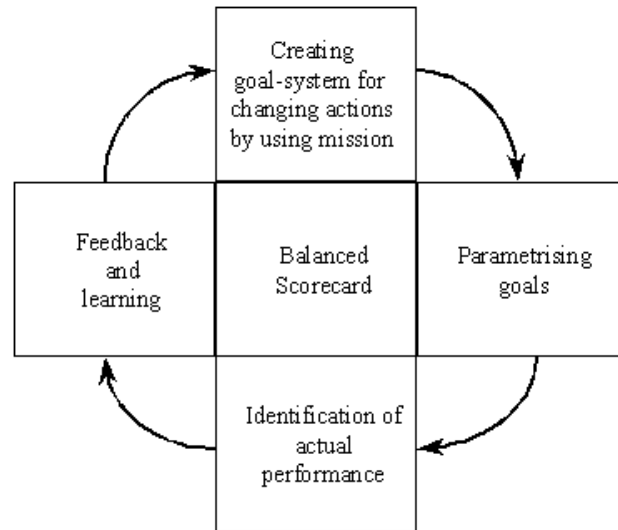 Creating
goal-system for
changing actions
by using mission
Feedback
and
learning
Balanced
Scorecard
Parametrising
goals
Identification of
actual
performance